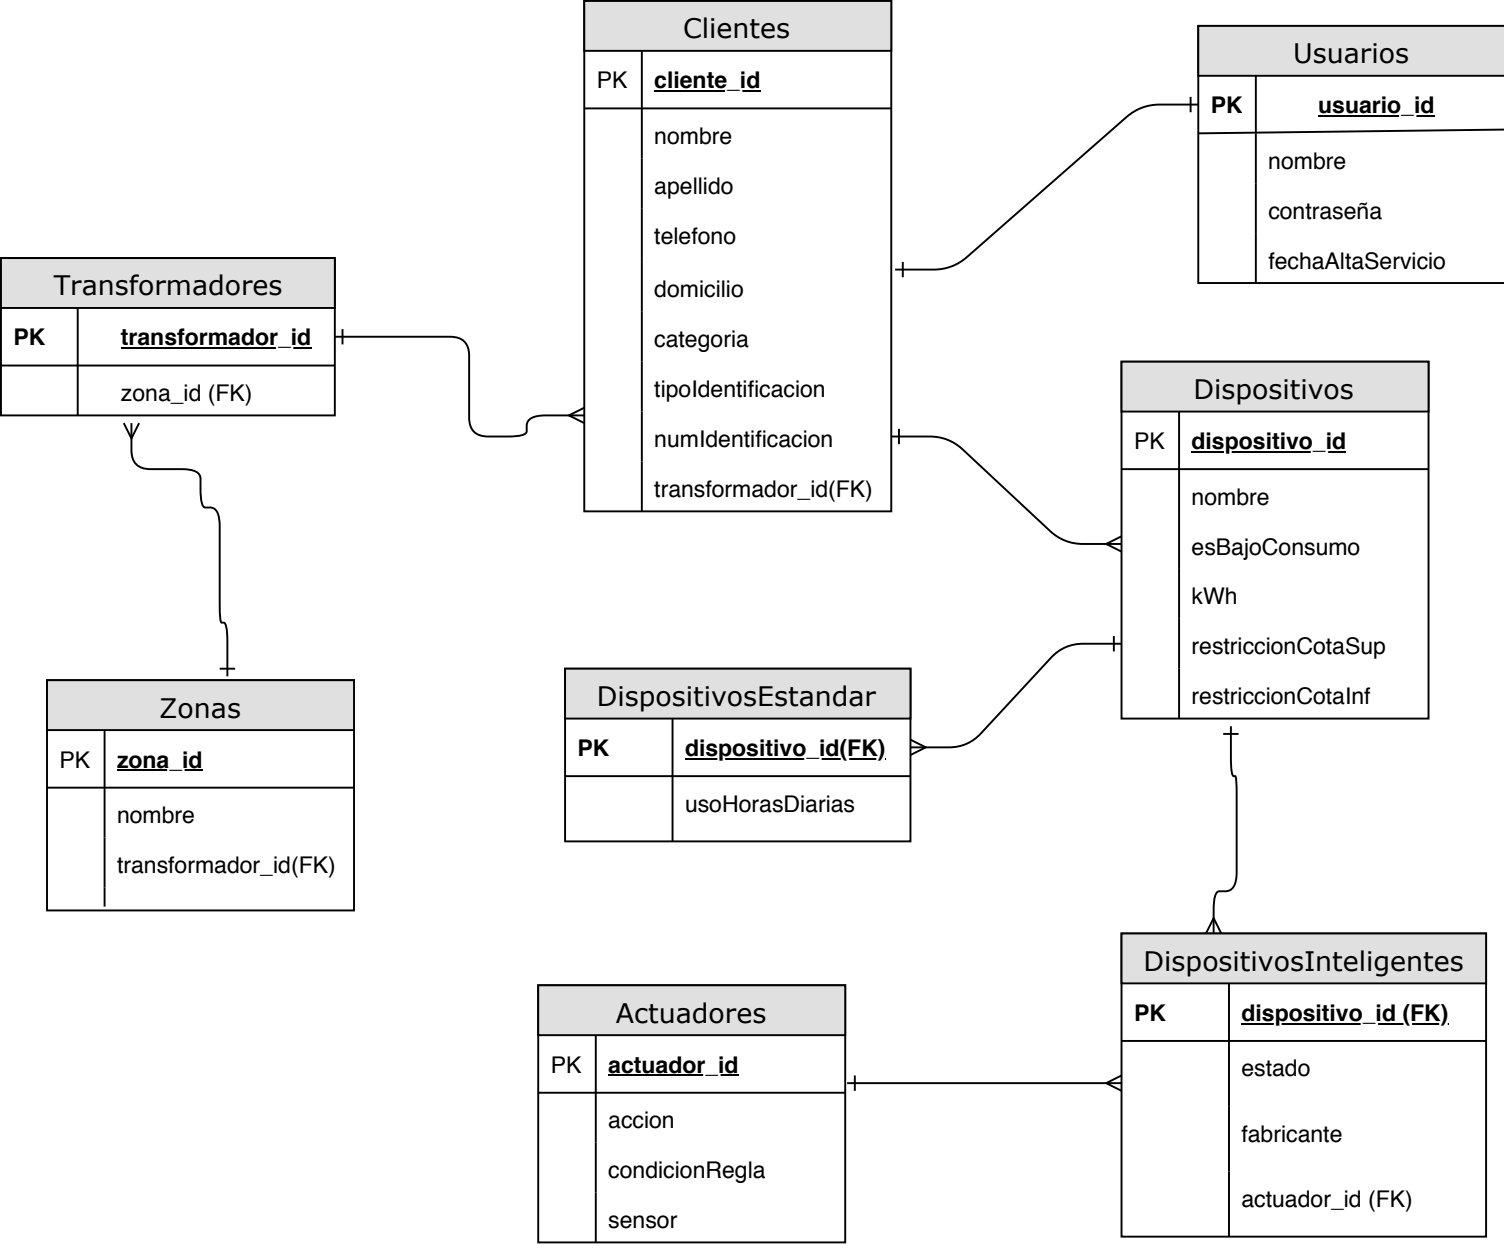 Clientes
PK cliente_id
nombre
apellido
telefono
domicilio
categoria
tipoIdentificacion
numIdentificacion
transformador_id(FK)
Usuarios
PK usuario_id
nombre
contraseña
fechaAltaServicio
Transformadores
PK transformador_id
zona_id (FK)
Dispositivos
PK dispositivo_id
nombre
esBajoConsumo
kWh
restriccionCotaSup
restriccionCotaInf
Zonas
PK zona_id
nombre
transformador_id(FK)
DispositivosEstandar
PK dispositivo_id(FK)
usoHorasDiarias
DispositivosInteligentes
PK dispositivo_id (FK)
estado
fabricante
actuador_id (FK)
Actuadores
PK actuador_id
accion
condicionRegla
sensor